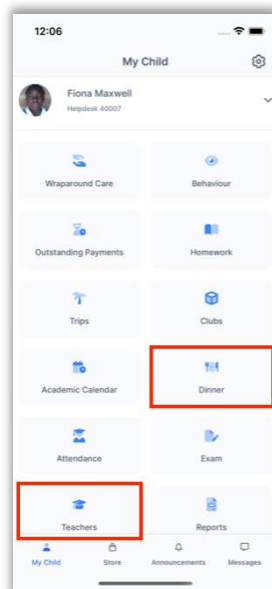 12:06
My Child
Fiona Maxwell
Helpdesk 40007
Wraparound Care
Behaviour
Outstanding Payments
Homework
Trips
Clubs
Academic Calendar
Dinner
Attendance
Exam
Teachers
Reports
My Child
Store
Announcements
Messages